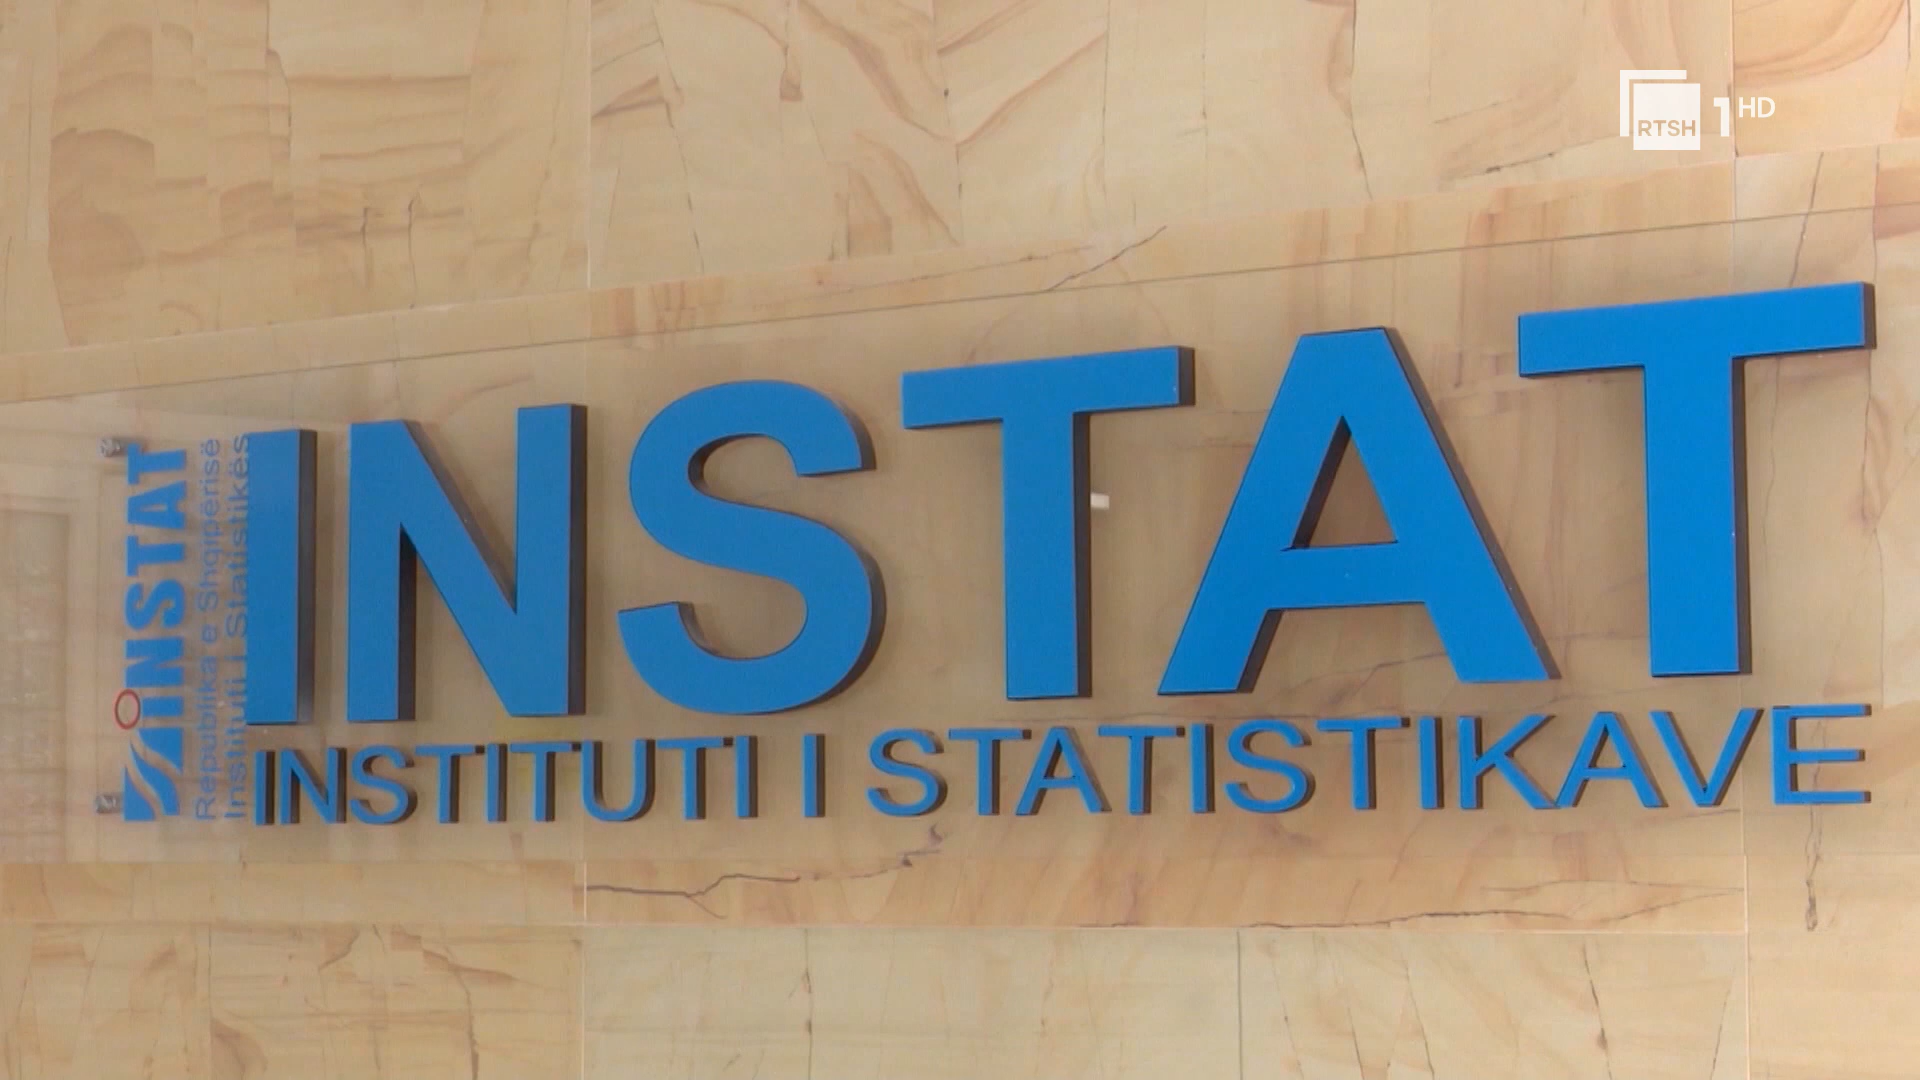 RTSH 1 HD
INSTAT
INSTITUTI I STATISTIKAVE
INSTAT
Republika e Shqipërisë
Instituti i Statistikës